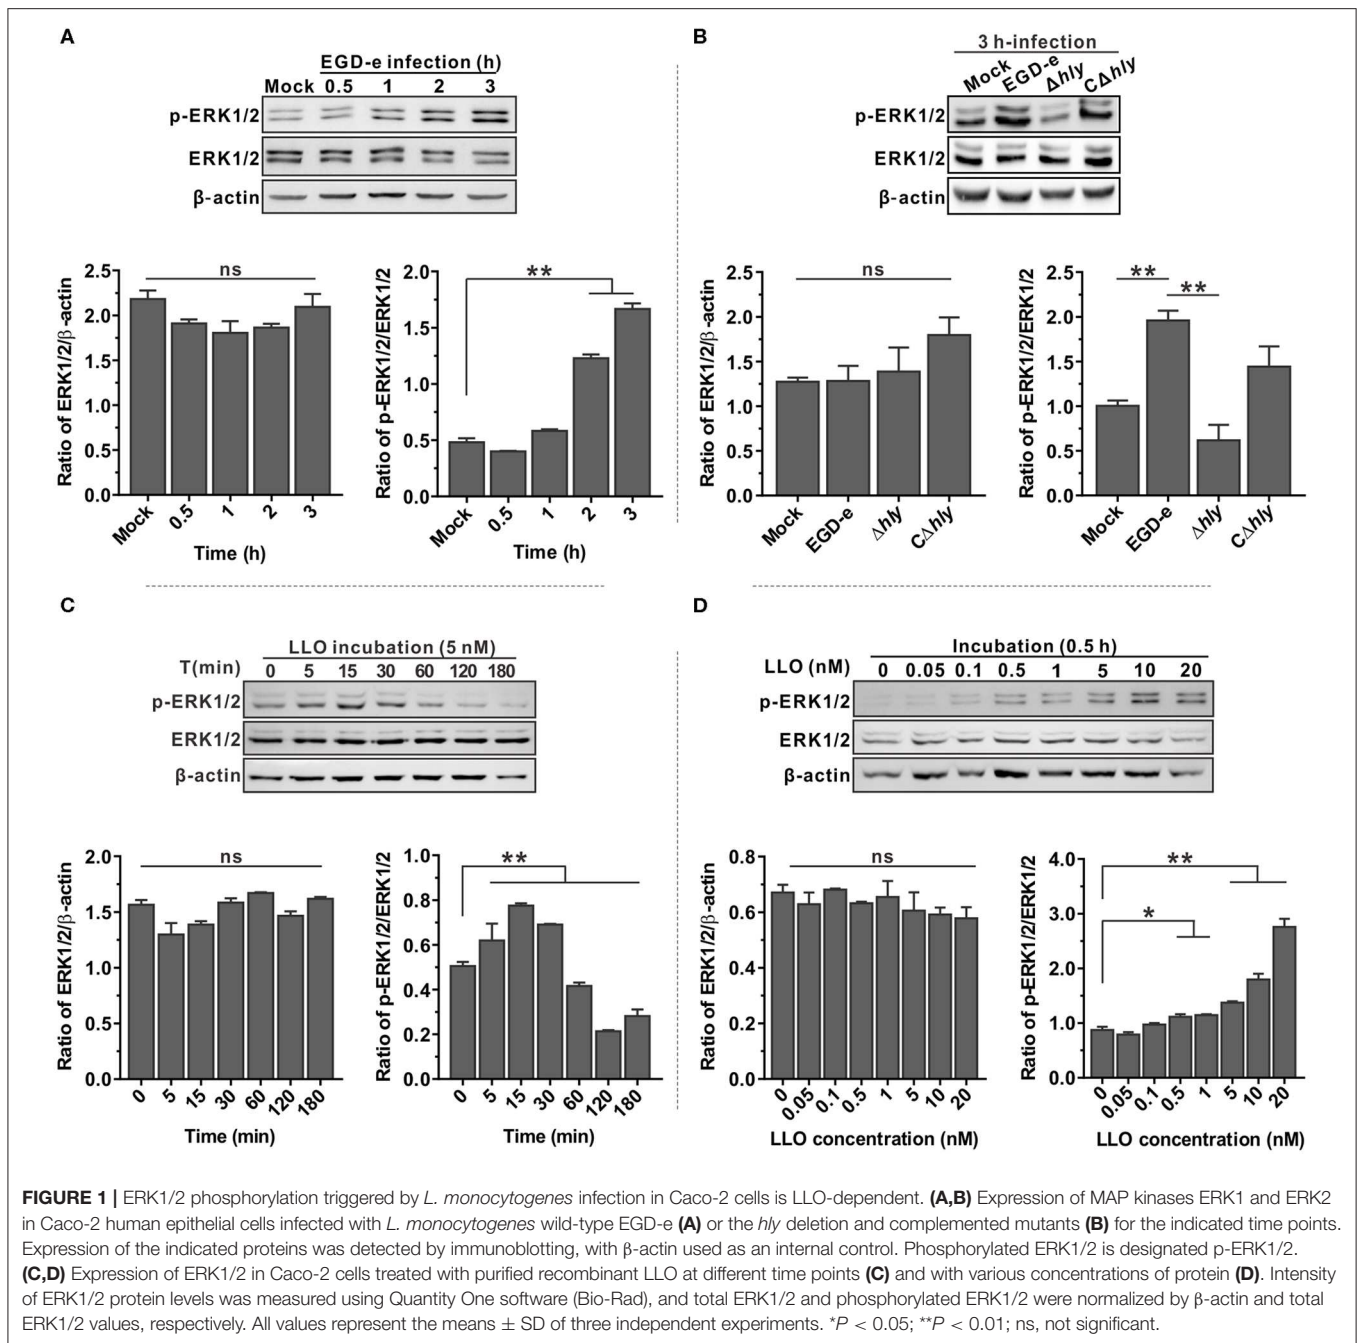 A
EGD-e infection (h)
Mock 0.5 1 2 3
p-ERK1/2
ERK1/2
β-actin
Ratio of ERK1/2/β-actin
2.5
2.0
1.5
1.0
0.5
0.0
ns
Mock 0.5 1 2 3
Time (h)
Ratio of p-ERK1/2/ERK1/2
2.0
1.5
1.0
0.5
0.0
**
Mock 0.5 1 2 3
Time (h)
B
3 h-infection
Mock EGD-e Δhly CΔhly
p-ERK1/2
ERK1/2
β-actin
Ratio of ERK1/2/β-actin
2.5
2.0
1.5
1.0
0.5
0.0
ns
Mock EGD-e Δhly CΔhly
Ratio of p-ERK1/2/ERK1/2
2.5
2.0
1.5
1.0
0.5
0.0
** **
Mock EGD-e Δhly CΔhly
C
LLO incubation (5 nM)
T(min) 0 5 15 30 60 120 180
p-ERK1/2
ERK1/2
β-actin
Ratio of ERK1/2/β-actin
2.0
1.5
1.0
0.5
0.0
ns
0 5 15 30 60 120 180
Time (min)
Ratio of p-ERK1/2/ERK1/2
1.0
0.8
0.6
0.4
0.2
0.0
**
0 5 15 30 60 120 180
Time (min)
D
Incubation (0.5 h)
LLO (nM) 0 0.05 0.1 0.5 1 5 10 20
p-ERK1/2
ERK1/2
β-actin
Ratio of ERK1/2/β-actin
0.8
0.6
0.4
0.2
0.0
ns
0 0.05 0.1 0.5 1 5 10 20
LLO concentration (nM)
Ratio of p-ERK1/2/ERK1/2
4.0
3.0
2.0
1.0
0.0
**
*
0 0.05 0.1 0.5 1 5 10 20
LLO concentration (nM)
FIGURE 1 | ERK1/2 phosphorylation triggered by L. monocytogenes infection in Caco-2 cells is LLO-dependent. (A,B) Expression of MAP kinases ERK1 and ERK2
in Caco-2 human epithelial cells infected with L. monocytogenes wild-type EGD-e (A) or the hly deletion and complemented mutants (B) for the indicated time points.
Expression of the indicated proteins was detected by immunoblotting, with β-actin used as an internal control. Phosphorylated ERK1/2 is designated p-ERK1/2.
(C,D) Expression of ERK1/2 in Caco-2 cells treated with purified recombinant LLO at different time points (C) and with various concentrations of protein (D). Intensity
of ERK1/2 protein levels was measured using Quantity One software (Bio-Rad), and total ERK1/2 and phosphorylated ERK1/2 were normalized by β-actin and total
ERK1/2 values, respectively. All values represent the means ± SD of three independent experiments. *P < 0.05; **P < 0.01; ns, not significant.